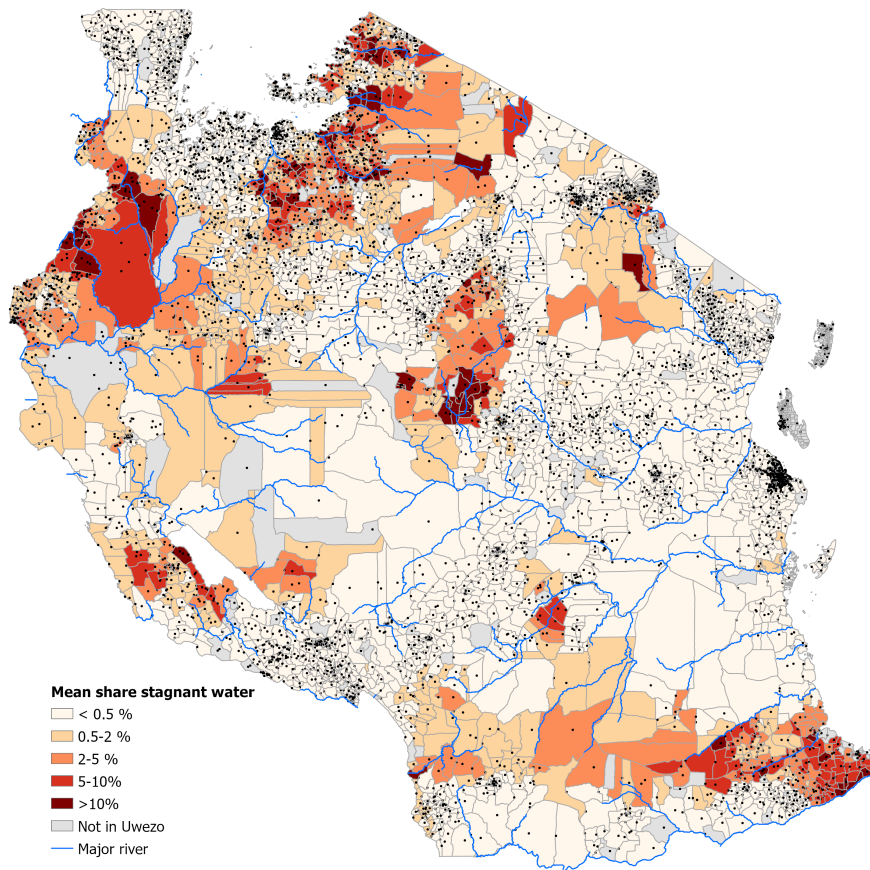 Mean share stagnant water
< 0.5 %
0.5-2 %
2-5 %
5-10%
>10%
Not in Uwezo
Major river